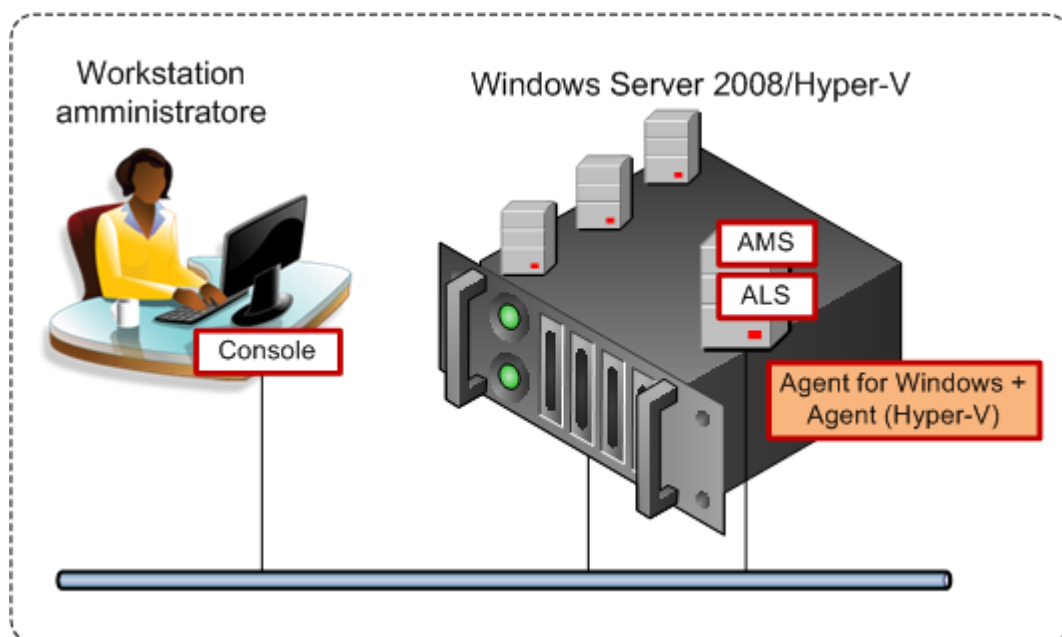 Workstation
amministratore
Windows Server 2008/Hyper-V
AMS
ALS
Console
Agent for Windows +
Agent (Hyper-V)